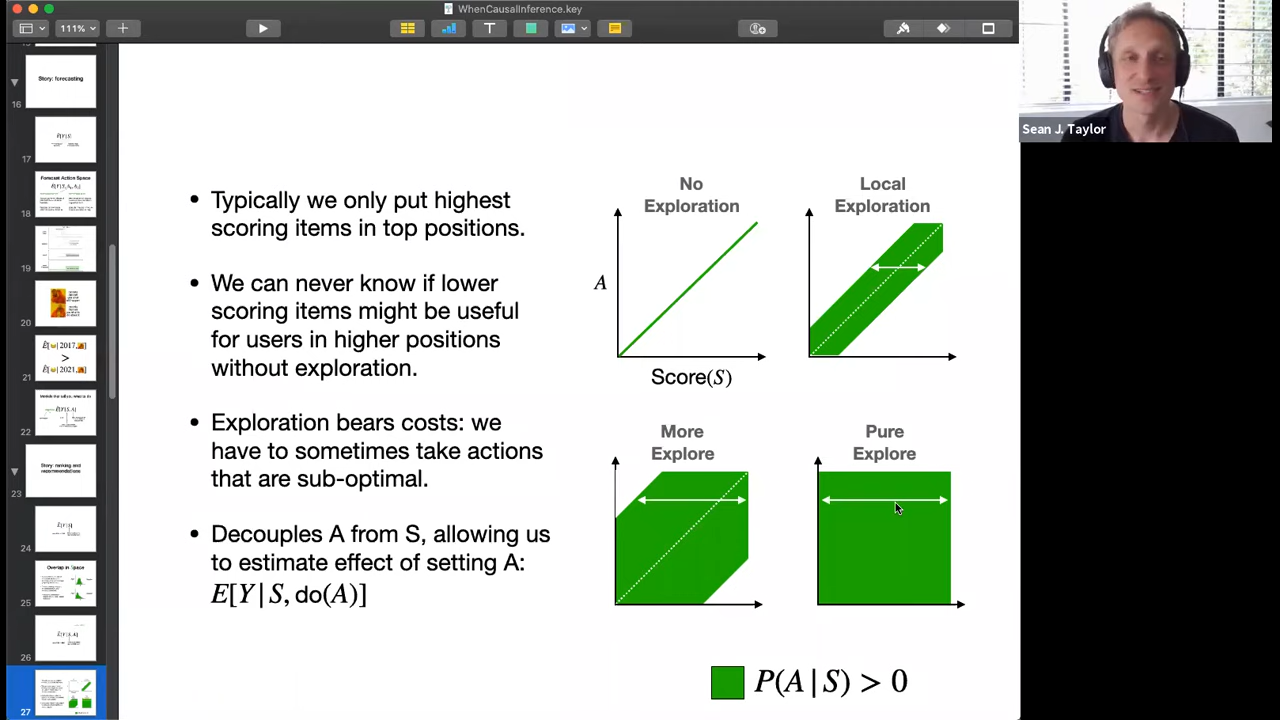 WhenCausalInference.key
111%
Story: forecasting
16
17
Forecast Action Space
18
19
20
21
22
Story: ranking and
recommendations
23
24
Overlap in Space
25
26
27
• Typically we only put highest
scoring items in top positions.
• We can never know if lower
scoring items might be useful
for users in higher positions
without exploration.
• Exploration bears costs: we
have to sometimes take actions
that are sub-optimal.
• Decouples A from S, allowing us
to estimate effect of setting A:
E[Y|S, do(A)]
No
Exploration
A
Score(S)
Local
Exploration
More
Explore
Pure
Explore
P(A|S) > 0
Sean J. Taylor